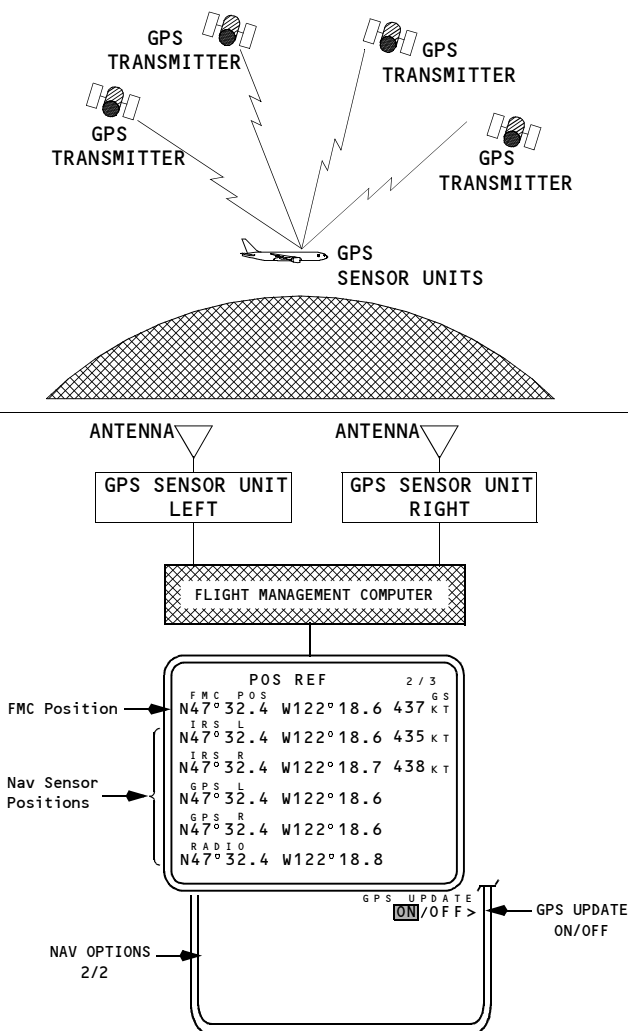 GPS
TRANSMITTER
GPS
TRANSMITTER
GPS
TRANSMITTER
GPS
TRANSMITTER
GPS
SENSOR UNITS
ANTENNA
ANTENNA
GPS SENSOR UNIT
LEFT
GPS SENSOR UNIT
RIGHT
FLIGHT MANAGEMENT COMPUTER
POS REF 2/3
FMC POS GS
N47°32.4 W122°18.6 437 KT
IRS L
N47°32.4 W122°18.6 435 KT
IRS R
N47°32.4 W122°18.7 438 KT
GPS L
N47°32.4 W122°18.6
GPS R
N47°32.4 W122°18.6
RADIO
N47°32.4 W122°18.8
FMC Position
Nav Sensor
Positions
GPS UPDATE
ON/OFF>
GPS UPDATE
ON/OFF
NAV OPTIONS
2/2